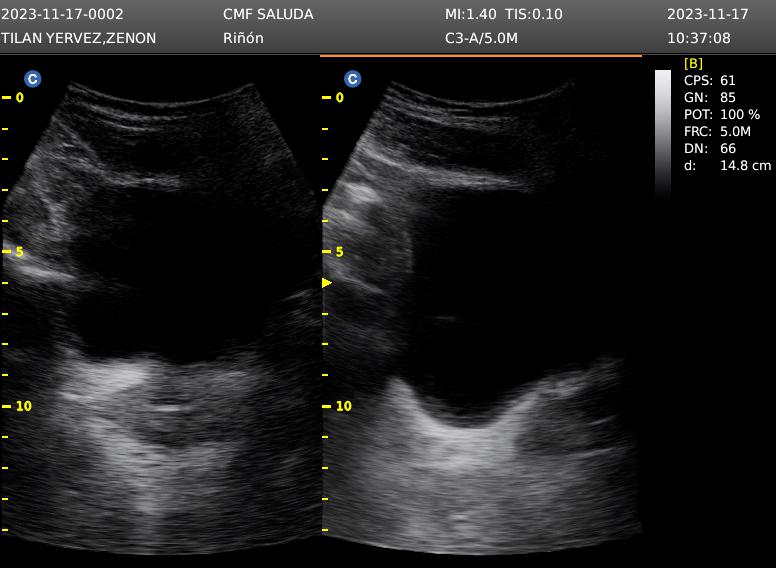 2023-11-17-0002 CMF SALUDA MI:1.40 TIS:0.10 2023-11-17
TILAN YERVEZ,ZENON Riñón C3-A/5.0M 10:37:08
C C [B]
0 0 CPS: 61
GN: 85
POT: 100 %
FRC: 5.0M
DN: 66
d: 14.8 cm
5 5
10 10